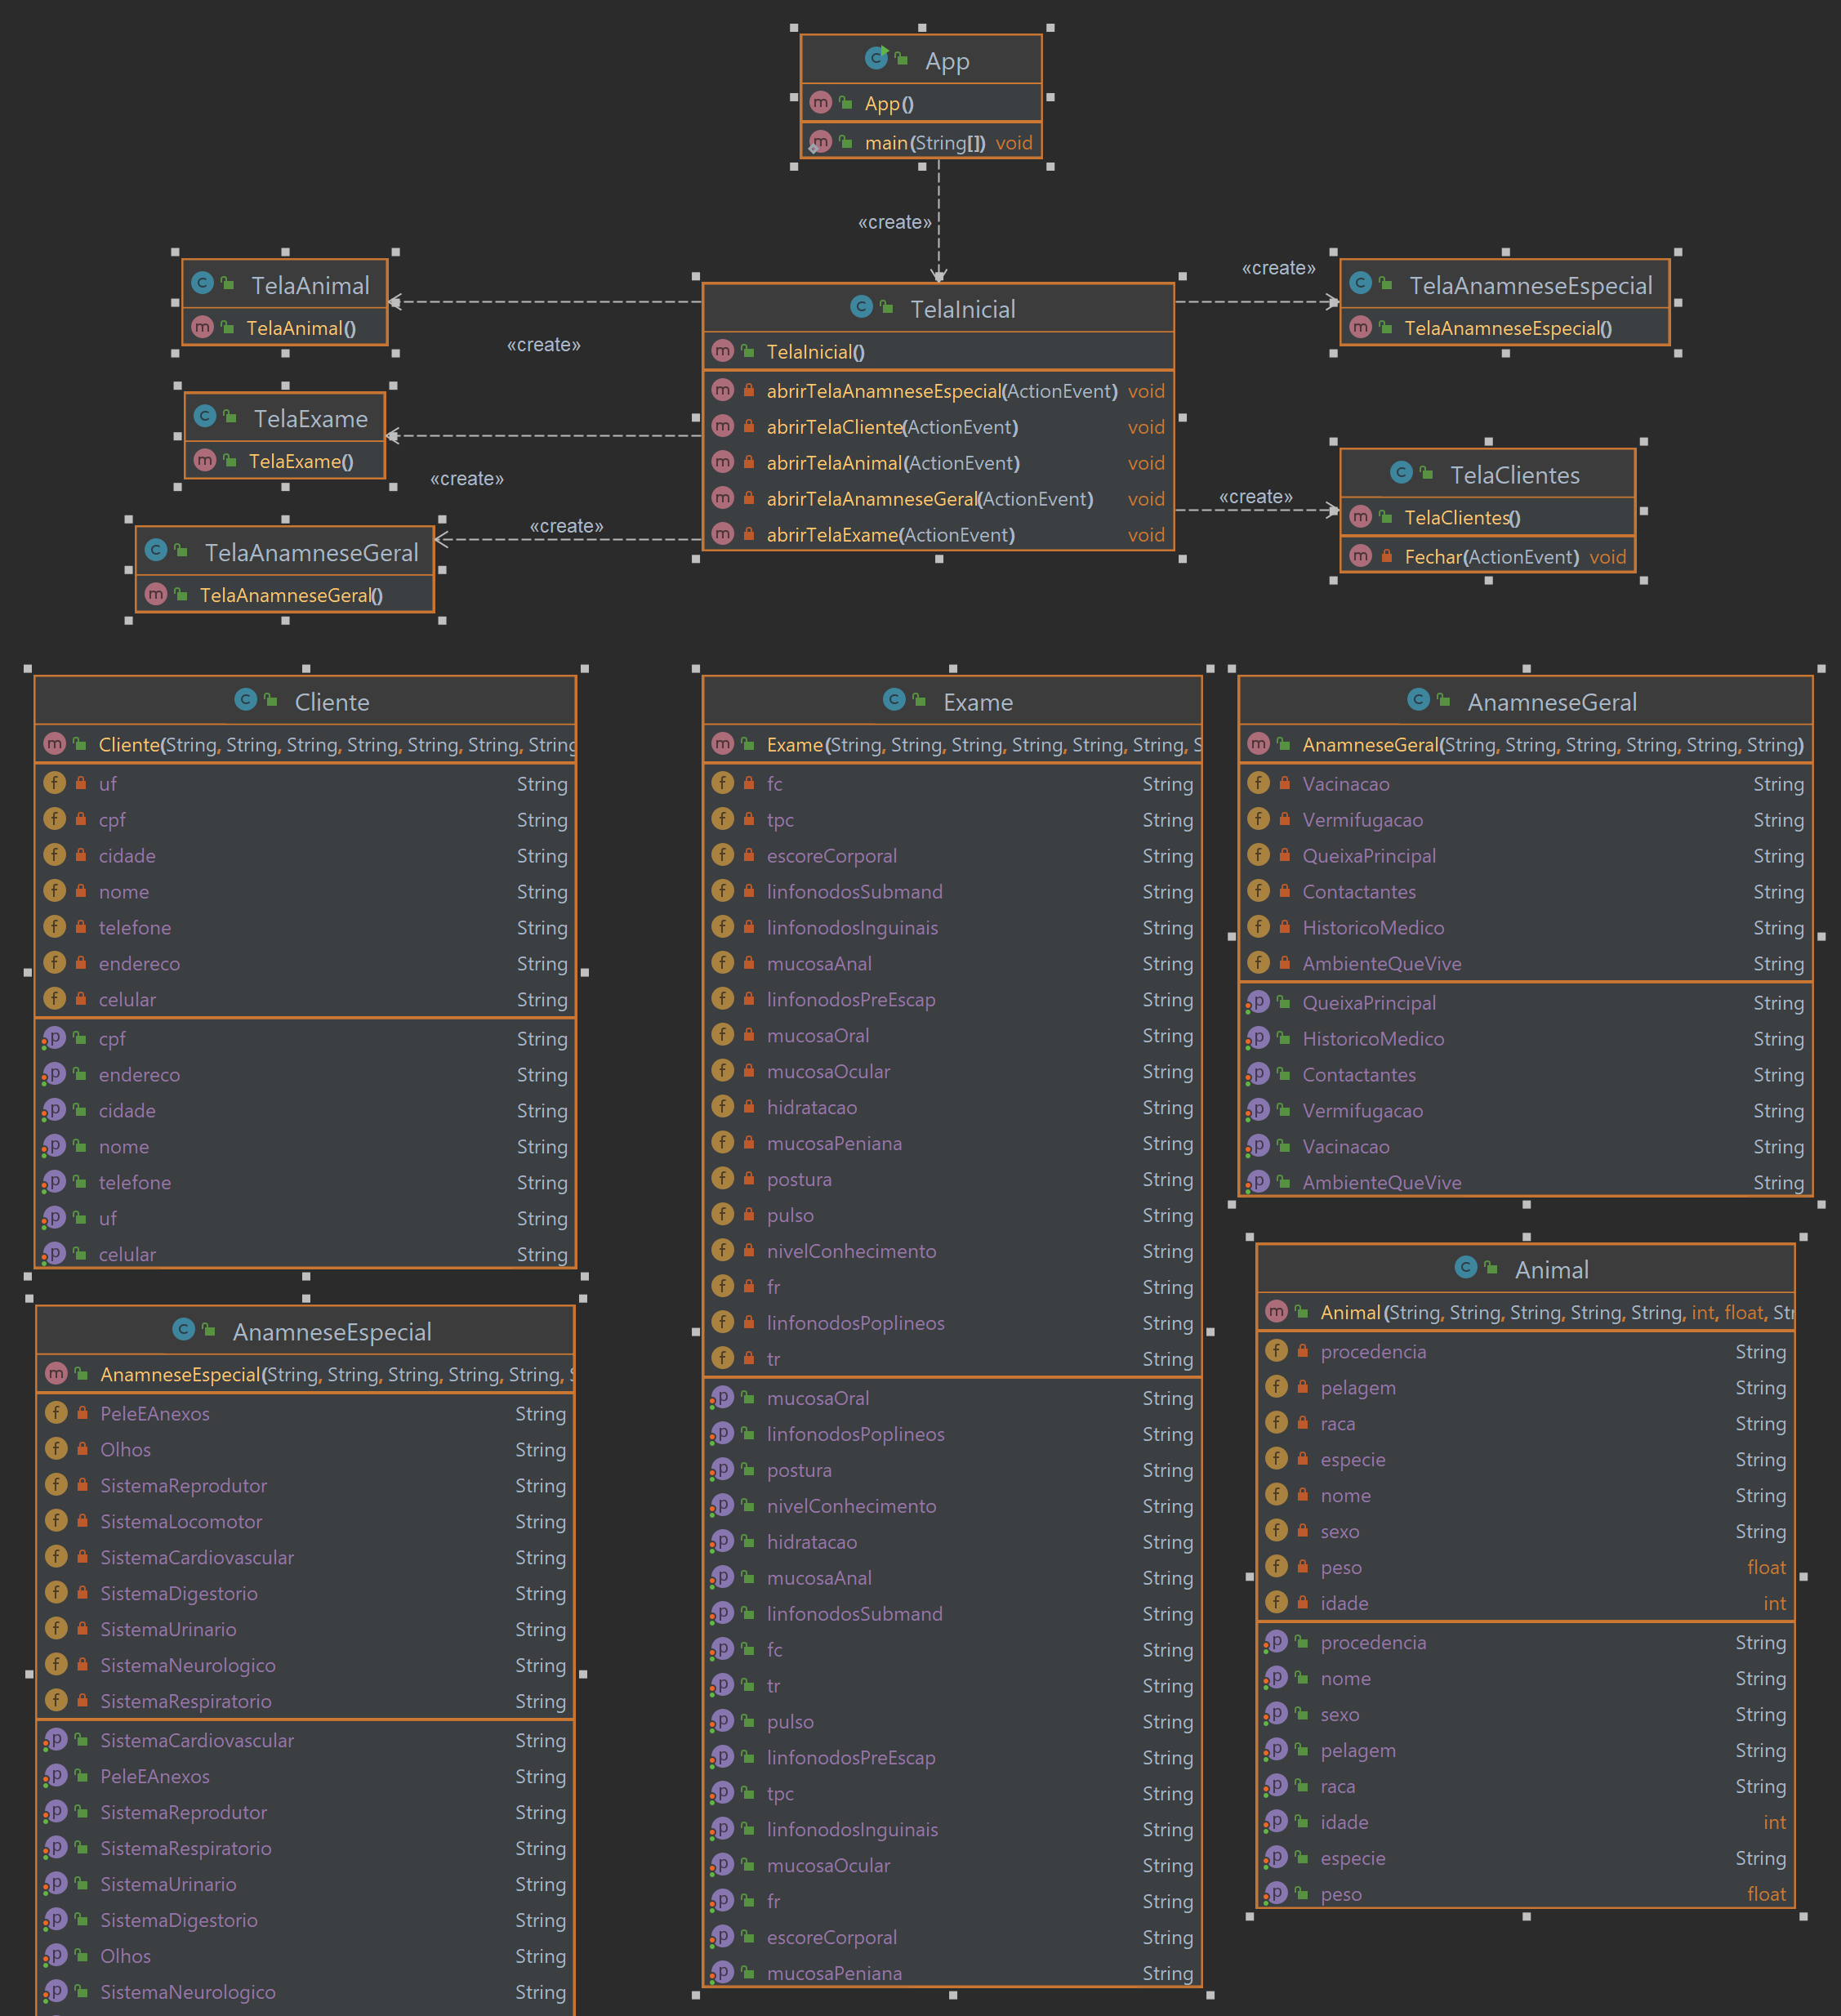 App
App()
main(String[]) void
«create»
TelaAnimal
TelaAnimal()
«create»
TelaExame
TelaExame()
«create»
TelaAnamneseGeral
TelaAnamneseGeral()
«create»
TelaInicial
TelaInicial()
abrirTelaAnamneseEspecial(ActionEvent) void
abrirTelaCliente(ActionEvent) void
abrirTelaAnimal(ActionEvent) void
abrirTelaAnamneseGeral(ActionEvent) void
abrirTelaExame(ActionEvent) void
«create»
TelaAnamneseEspecial
TelaAnamneseEspecial()
«create»
TelaClientes
TelaClientes()
Fechar(ActionEvent) void
Cliente
Cliente(String, String, String, String, String, String, String
uf String
cpf String
cidade String
nome String
telefone String
endereco String
celular String
cpf String
endereco String
cidade String
nome String
telefone String
uf String
celular String
AnamneseEspecial
AnamneseEspecial(String, String, String, String, String,
PeleEAnexos String
Olhos String
SistemaReprodutor String
SistemaLocomotor String
SistemaCardiovascular String
SistemaDigestorio String
SistemaUrinario String
SistemaNeurologico String
SistemaRespiratorio String
SistemaCardiovascular String
PeleEAnexos String
SistemaReprodutor String
SistemaRespiratorio String
SistemaUrinario String
SistemaDigestorio String
Olhos String
SistemaNeurologico String
Exame
Exame(String, String, String, String, String, String, S
fc String
tpc String
escoreCorporal String
linfonodosSubmand String
linfonodosInguinais String
mucosaAnal String
linfonodosPreEscap String
mucosaOral String
mucosaOcular String
hidratacao String
mucosaPeniana String
postura String
pulso String
nivelConhecimento String
fr String
linfonodosPoplineos String
tr String
mucosaOral String
linfonodosPoplineos String
postura String
nivelConhecimento String
hidratacao String
mucosaAnal String
linfonodosSubmand String
fc String
tr String
pulso String
linfonodosPreEscap String
tpc String
linfonodosInguinais String
mucosaOcular String
fr String
escoreCorporal String
mucosaPeniana String
AnamneseGeral
AnamneseGeral(String, String, String, String, String, String)
Vacinacao String
Vermifugacao String
QueixaPrincipal String
Contactantes String
HistoricoMedico String
AmbienteQueVive String
QueixaPrincipal String
HistoricoMedico String
Contactantes String
Vermifugacao String
Vacinacao String
AmbienteQueVive String
Animal
Animal(String, String, String, String, String, int, float, Stri
procedencia String
pelagem String
raca String
especie String
nome String
sexo String
peso float
idade int
procedencia String
nome String
sexo String
pelagem String
raca String
idade int
especie String
peso float